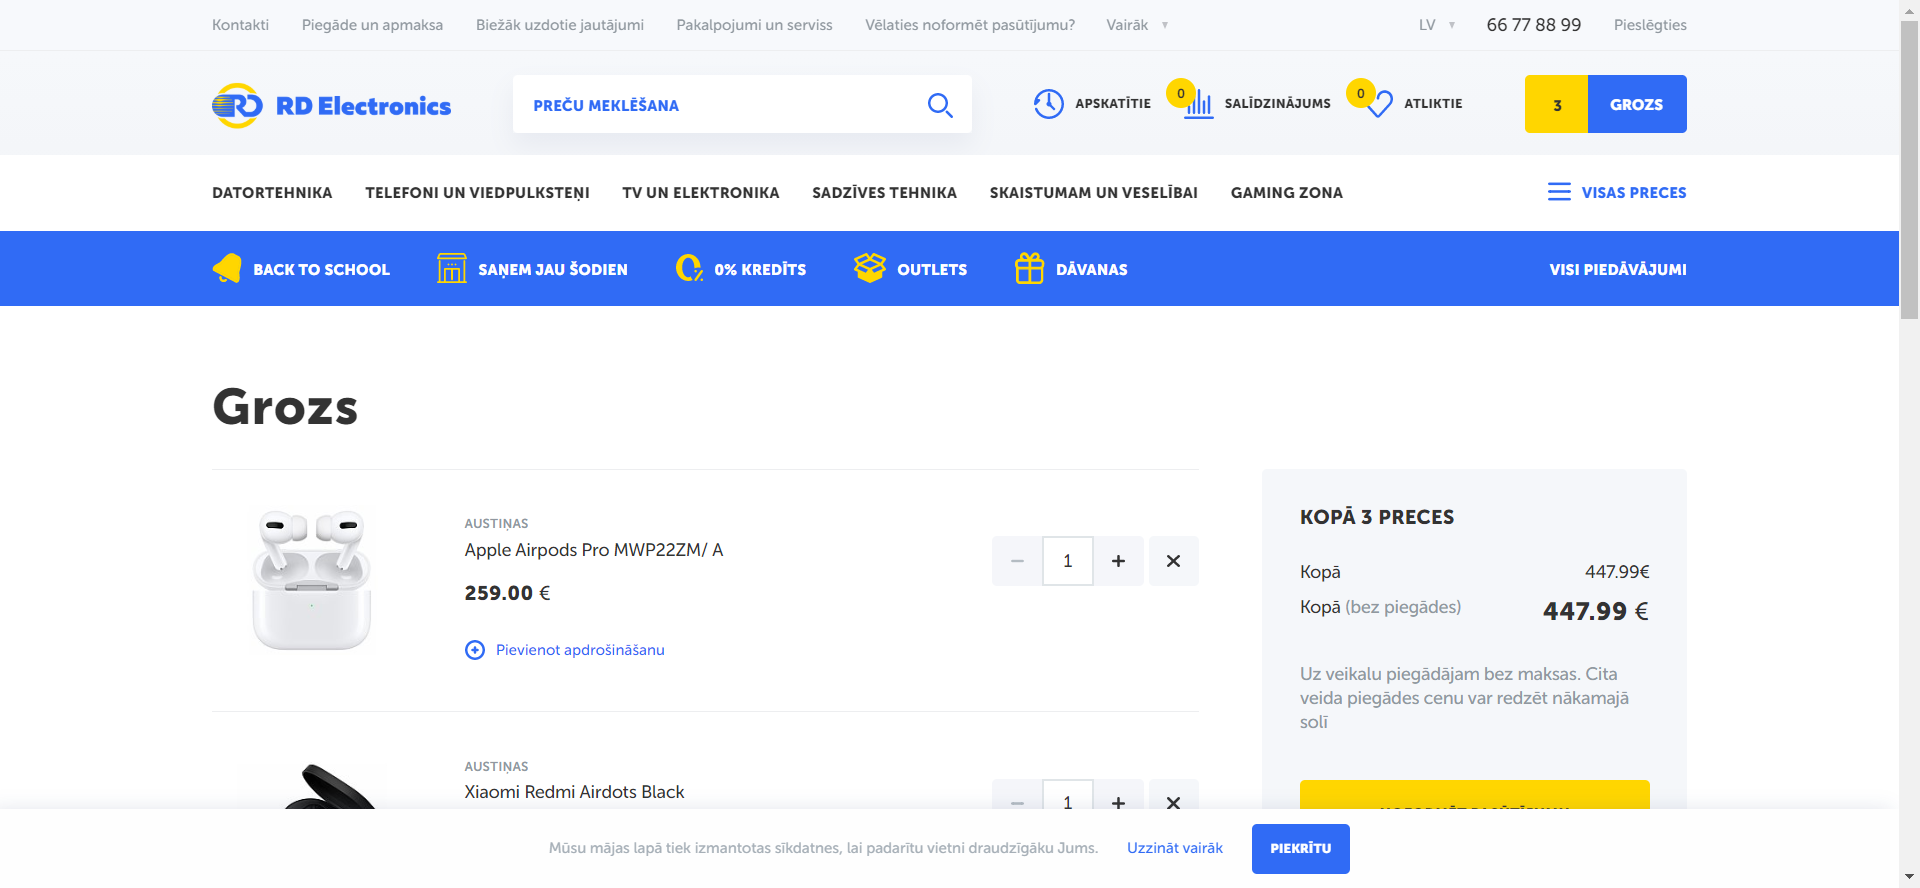 Kontakti Piegāde un apmaksa Biežāk uzdotie jautājumi Pakalpojumi un serviss Vēlaties noformēt pasūtījumu? Vairāk LV 66 77 88 99 Pieslēgties
RD Electronics PREČU MEKLĒŠANA APSKATĪTIE 0 SALĪDZINĀJUMS 0 ATLIKTIE 3 GROZS
DATORTEHNIKA TELEFONI UN VIEDPULKSTEŅI TV UN ELEKTRONIKA SADZĪVES TEHNIKA SKAISTUMAM UN VESELĪBAI GAMING ZONA VISAS PRECES
BACK TO SCHOOL SAŅEM JAU ŠODIEN 0% KREDĪTS OUTLETS DĀVANAS VISI PIEDĀVĀJUMI
Grozs
AUSTIŅAS
Apple Airpods Pro MWP22ZM/ A
259.00 €
1
Pievienot apdrošināšanu
AUSTIŅAS
Xiaomi Redmi Airdots Black
1
KOPĀ 3 PRECES
Kopā 447.99€
Kopā (bez piegādes) 447.99 €
Uz veikalu piegādājam bez maksas. Cita
veida piegādes cenu var redzēt nākamajā
solī
Mūsu mājas lapā tiek izmantotas sīkdatnes, lai padarītu vietni draudzīgāku Jums. Uzzināt vairāk PIEKRĪTU